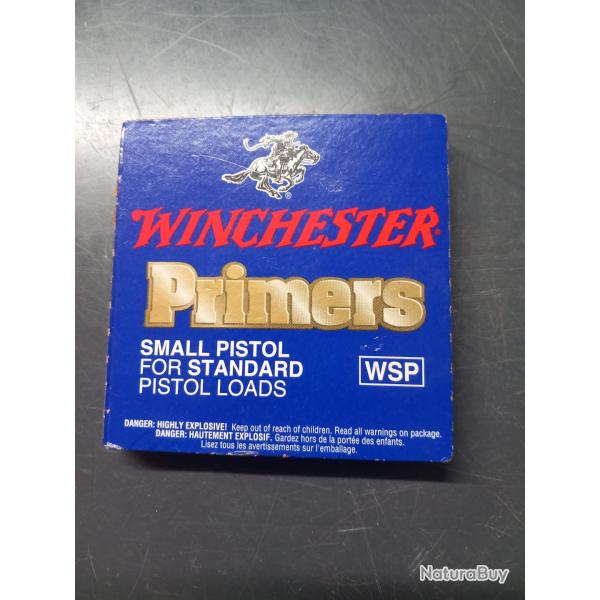 WINCHESTER®
Primers
SMALL PISTOL
FOR STANDARD
PISTOL LOADS
WSP
DANGER: HIGHLY EXPLOSIVE! Keep out of reach of children. Read all warnings on package.
DANGER: HAUTEMENT EXPLOSIF. Gardez hors de la portée des enfants.
Lisez tous les avertissements sur l'emballage.
NaturaBuy